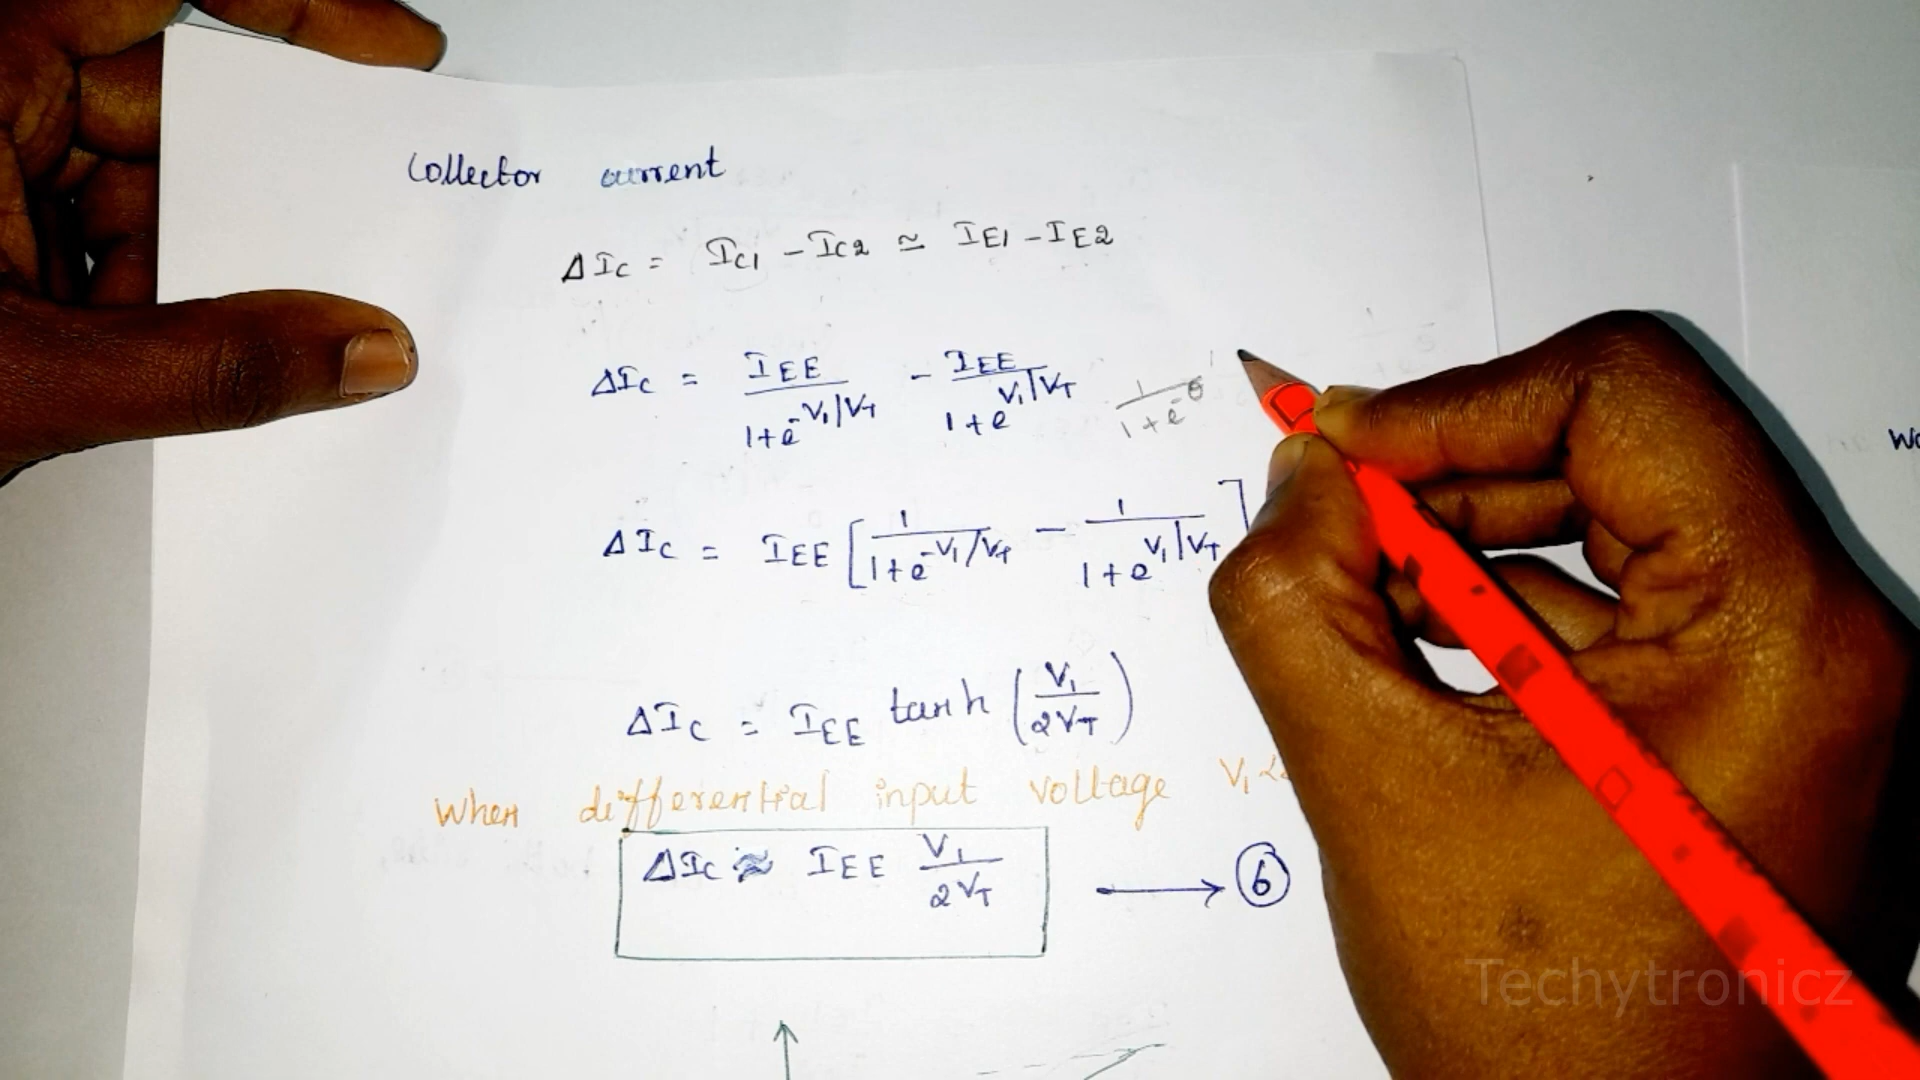 Collector current
ΔIC = IC1 - IC2 ≃ IE1 - IE2
ΔIC = IEE / (1+e^-V1/VT) - IEE / (1+e^V1/VT) 1 / (1+e^-θ)
ΔIC = IEE [ 1 / (1+e^-V1/VT) - 1 / (1+e^V1/VT) ]
ΔIC = IEE tanh (V1 / 2VT)
When differential input voltage V1
ΔIC ≈ IEE V1 / 2VT → 6
Techytronicz